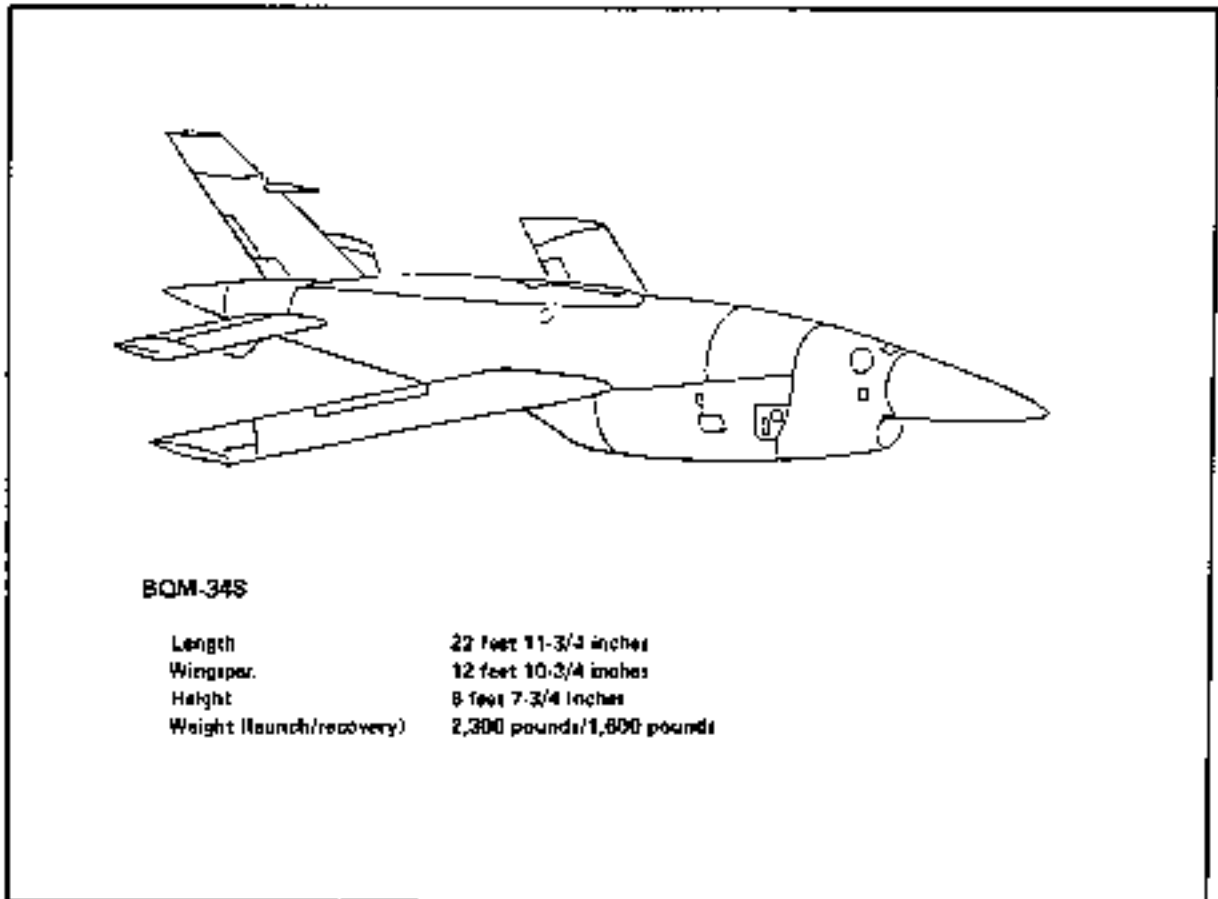 BQM-34S
Length 22 feet 11-3/4 inches
Wingspan 12 feet 10-3/4 inches
Height 6 feet 7-3/4 inches
Weight (launch/recovery) 2,300 pounds/1,600 pounds